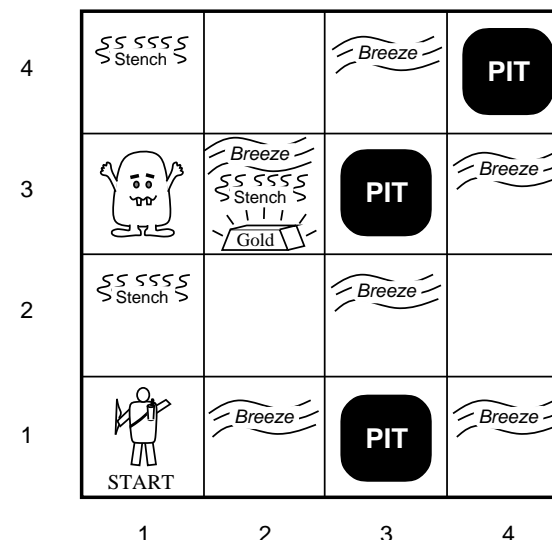 4
Stench
Breeze
PIT
3
Breeze
Stench
Gold
PIT
Breeze
2
Stench
Breeze
1
START
Breeze
PIT
Breeze
1 2 3 4